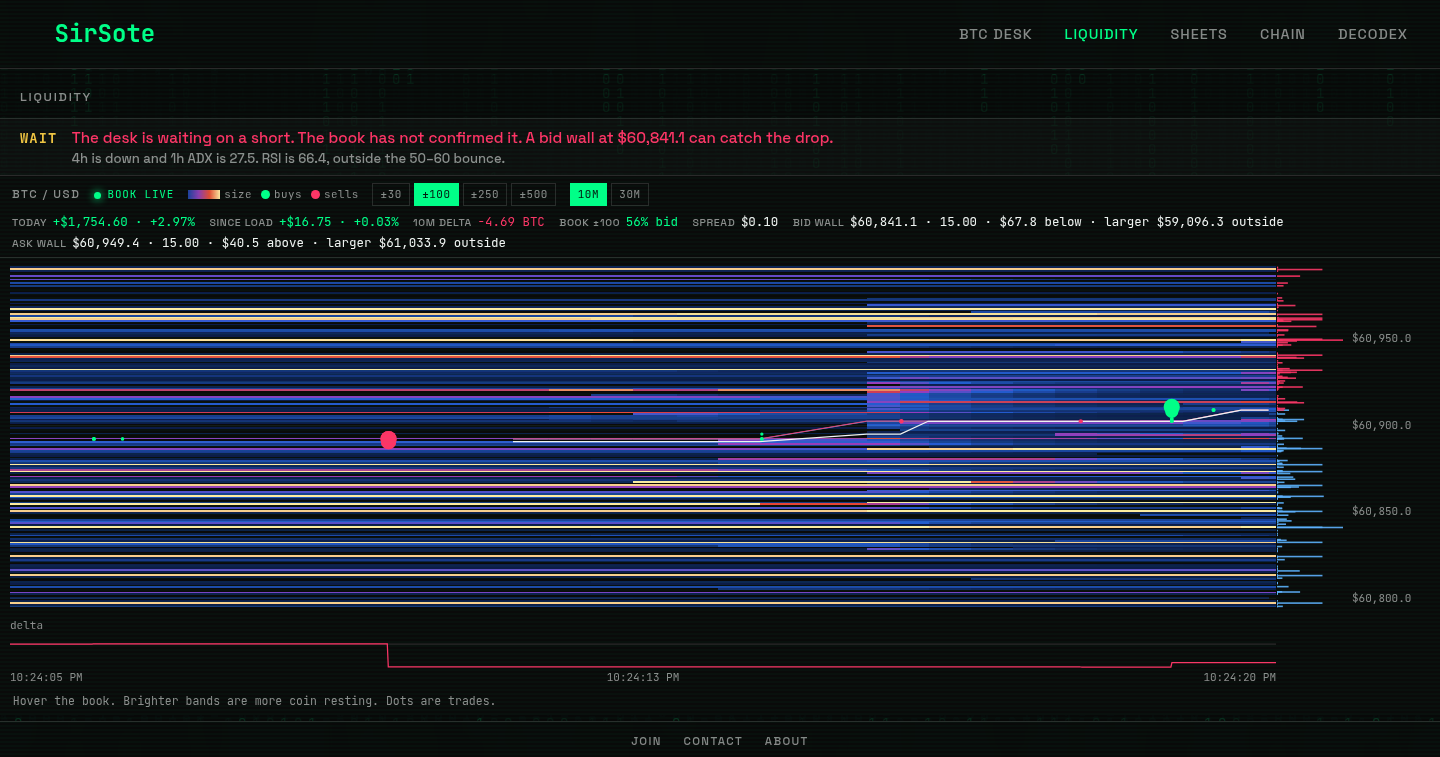 SirSote
BTC DESK LIQUIDITY SHEETS CHAIN DECODEX
LIQUIDITY
WAIT The desk is waiting on a short. The book has not confirmed it. A bid wall at $60,841.1 can catch the drop.
4h is down and 1h ADX is 27.5. RSI is 66.4, outside the 50–60 bounce.
BTC / USD BOOK LIVE size buys sells ±30 ±100 ±250 ±500 10M 30M
TODAY +$1,754.60 · +2.97% SINCE LOAD +$16.75 · +0.03% 10M DELTA -4.69 BTC BOOK ±100 56% bid SPREAD $0.10 BID WALL $60,841.1 · 15.00 · $67.8 below · larger $59,096.3 outside
ASK WALL $60,949.4 · 15.00 · $40.5 above · larger $61,033.9 outside
$60,950.0
$60,900.0
$60,850.0
$60,800.0
delta
10:24:05 PM 10:24:13 PM 10:24:20 PM
Hover the book. Brighter bands are more coin resting. Dots are trades.
JOIN CONTACT ABOUT